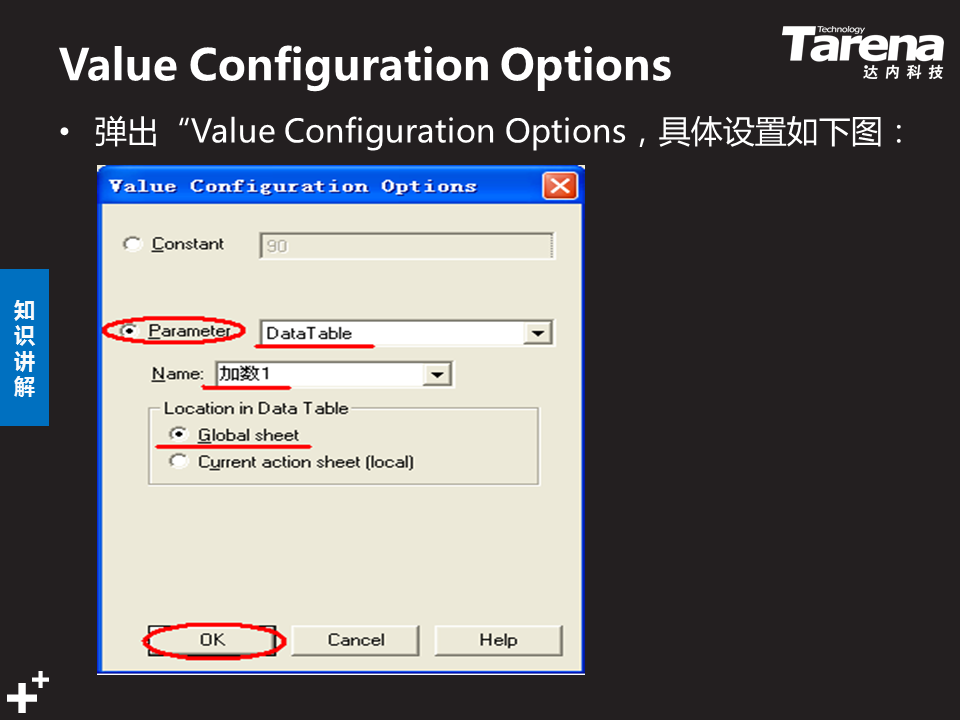 Value Configuration Options
Technology
Tarena
达内科技
• 弹出“Value Configuration Options，具体设置如下图：
Value Configuration Options
Constant 90
Parameter DataTable
Name: 加数1
Location in Data Table
Global sheet
Current action sheet (local)
OK Cancel Help
知识讲解